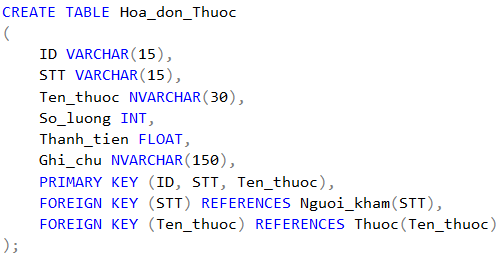 CREATE TABLE Hoa_don_Thuoc
(
    ID VARCHAR(15),
    STT VARCHAR(15),
    Ten_thuoc NVARCHAR(30),
    So_luong INT,
    Thanh_tien FLOAT,
    Ghi_chu NVARCHAR(150),
    PRIMARY KEY (ID, STT, Ten_thuoc),
    FOREIGN KEY (STT) REFERENCES Nguoi_kham(STT),
    FOREIGN KEY (Ten_thuoc) REFERENCES Thuoc(Ten_thuoc)
);